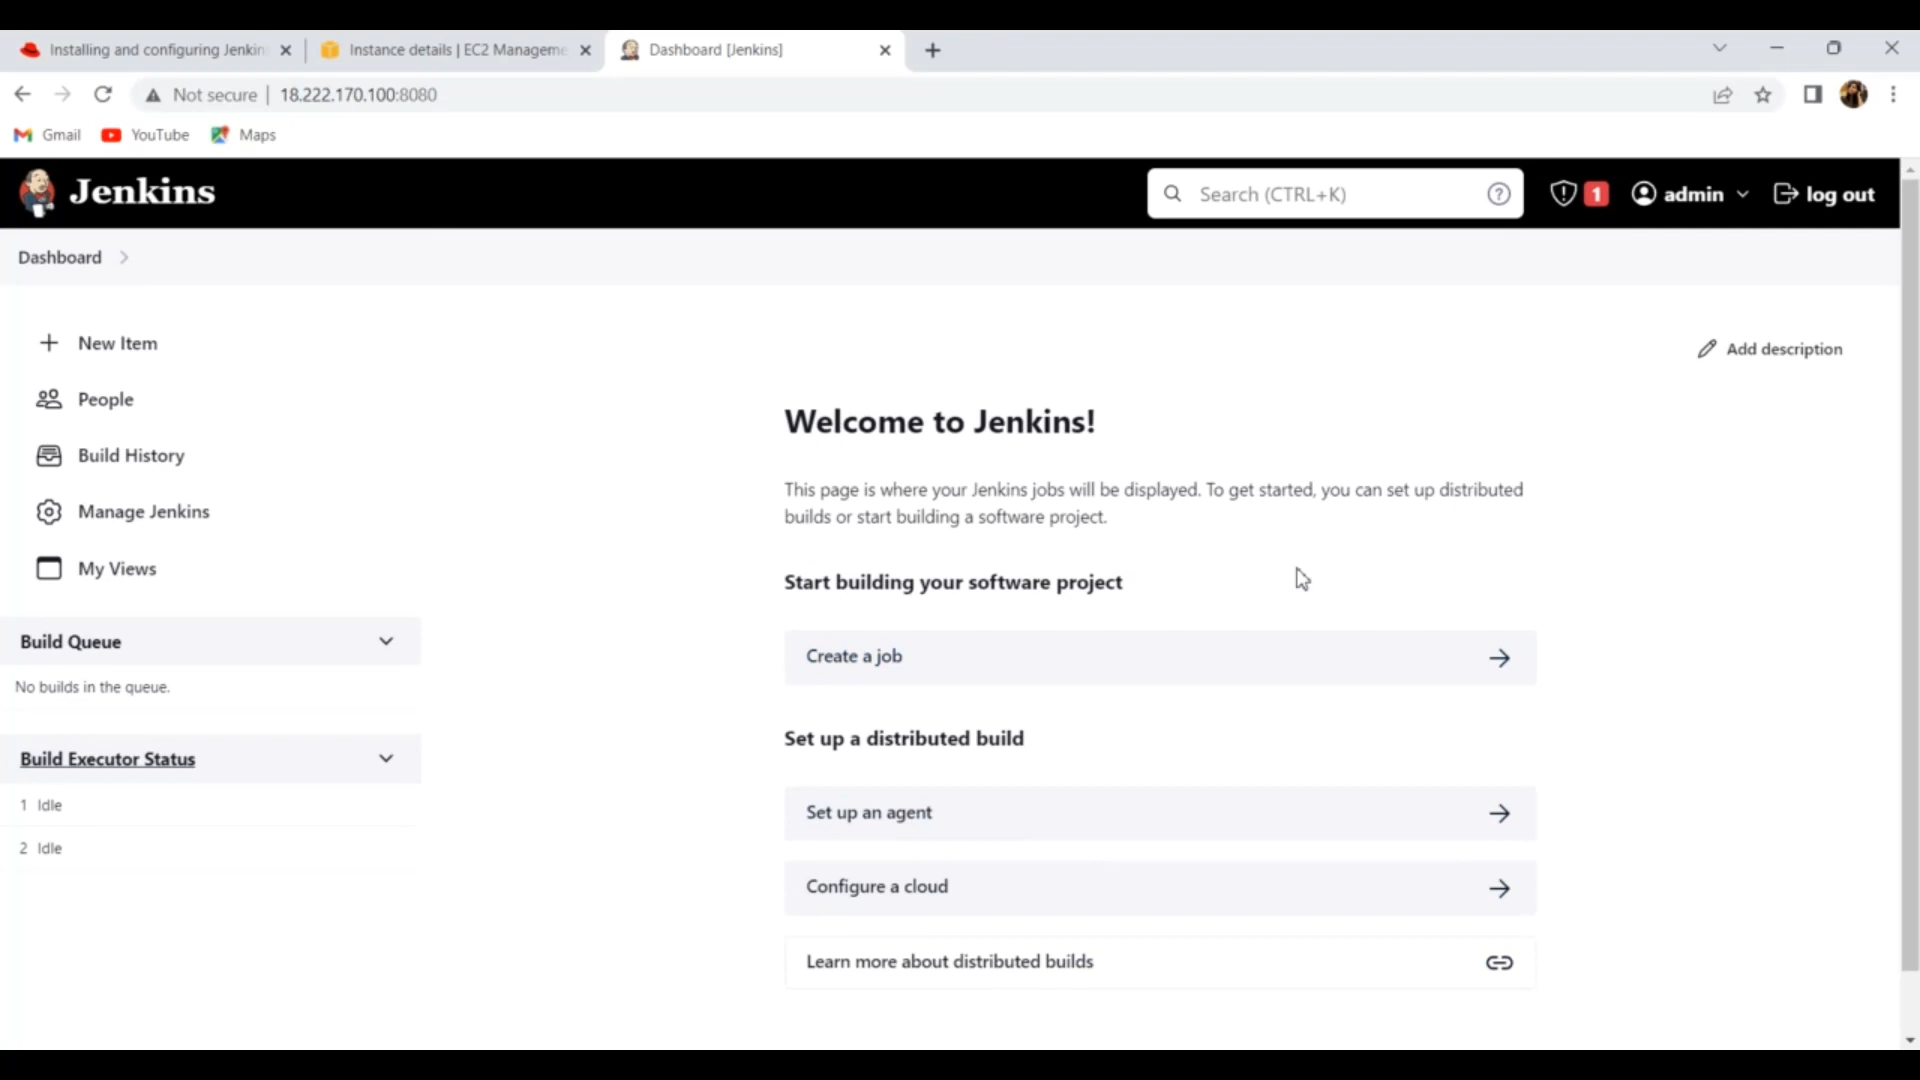 Installing and configuring Jenkin
Instance details | EC2 Manageme
Dashboard [Jenkins]
Not secure | 18.222.170.100:8080
Gmail
YouTube
Maps
Jenkins
Search (CTRL+K)
1
admin
log out
Dashboard
New Item
People
Build History
Manage Jenkins
My Views
Build Queue
No builds in the queue.
Build Executor Status
1 Idle
2 Idle
Add description
Welcome to Jenkins!
This page is where your Jenkins jobs will be displayed. To get started, you can set up distributed
builds or start building a software project.
Start building your software project
Create a job
Set up a distributed build
Set up an agent
Configure a cloud
Learn more about distributed builds